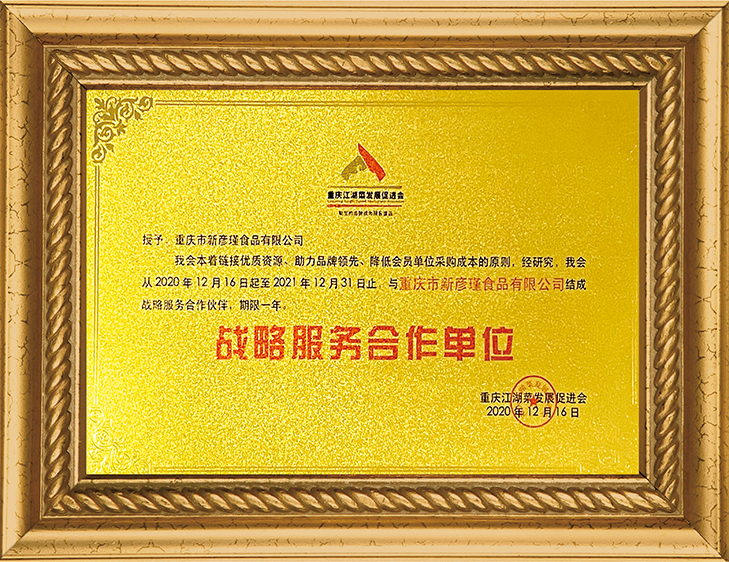 重庆江湖菜发展促进会
授予：重庆市新彦瑾食品有限公司
我会本着链接优质资源、助力品牌领先、降低会员单位采购成本的原则，经研究，我会
从2020年12月16日起至2021年12月31日止，与重庆市新彦瑾食品有限公司结成
战略服务合作伙伴，期限一年。
战略服务合作单位
重庆江湖菜发展促进会
2020年12月16日